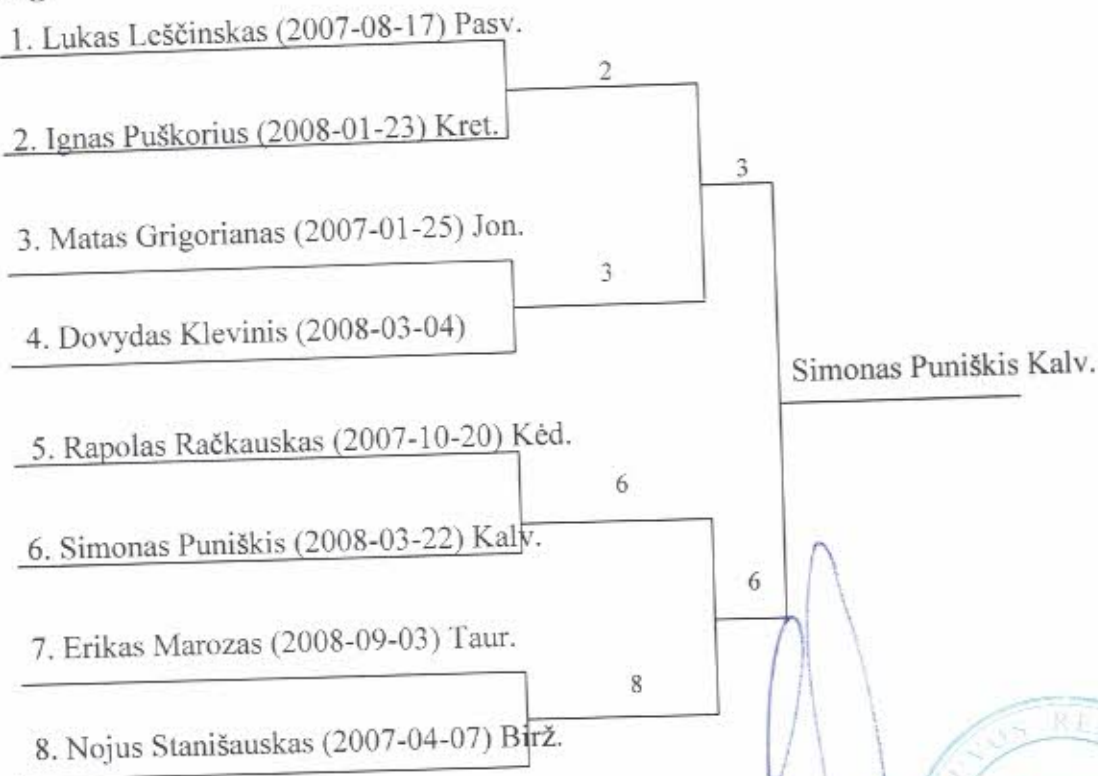 1. Lukas Leščinskas (2007-08-17) Pasv.
2
2. Ignas Puškorius (2008-01-23) Kret.
3
3. Matas Grigorianas (2007-01-25) Jon.
3
4. Dovydas Klevinis (2008-03-04)
Simonas Puniškis Kalv.
5. Rapolas Račkauskas (2007-10-20) Kėd.
6
6. Simonas Puniškis (2008-03-22) Kalv.
6
7. Erikas Marozas (2008-09-03) Taur.
8
8. Nojus Stanišauskas (2007-04-07) Birž.